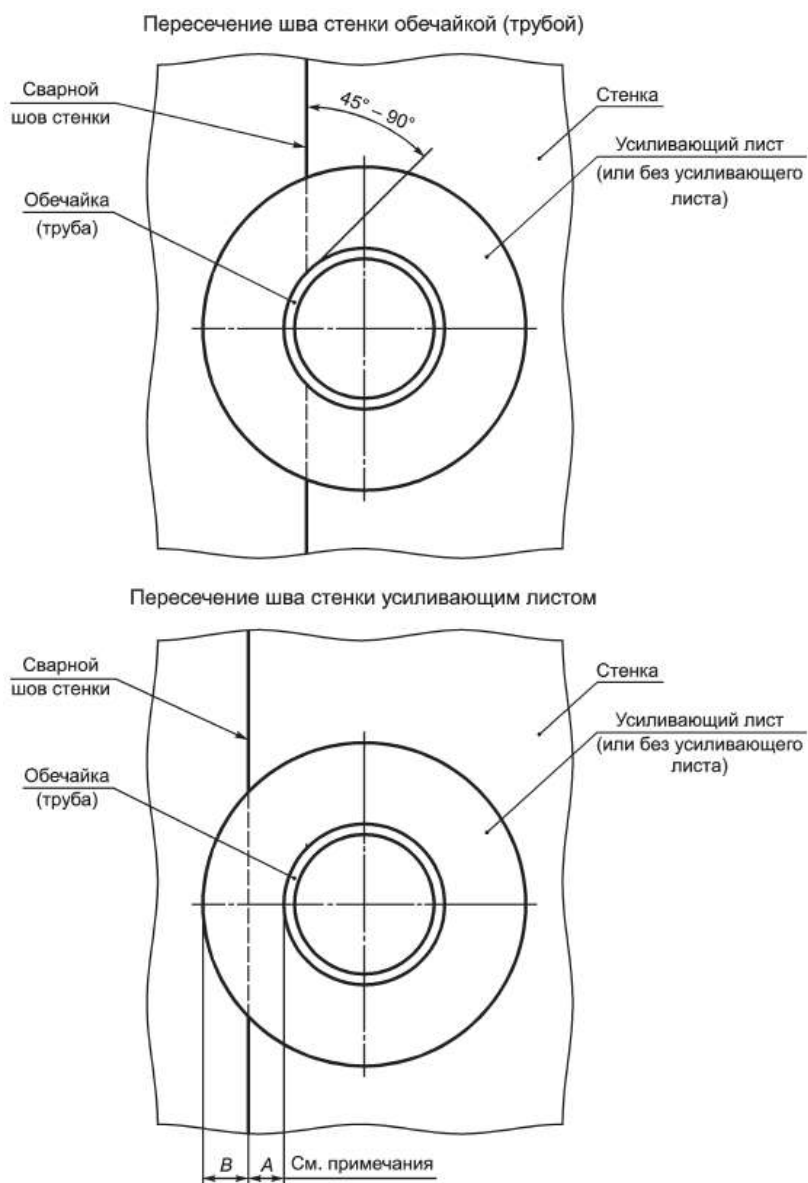 Пересечение шва стенки обечайкой (трубой)
Сварной
шов стенки
45° – 90°
Стенка
Усиливающий лист
(или без усиливающего
листа)
Обечайка
(труба)
Пересечение шва стенки усиливающим листом
Сварной
шов стенки
Стенка
Усиливающий лист
(или без усиливающего
листа)
Обечайка
(труба)
B A См. примечания